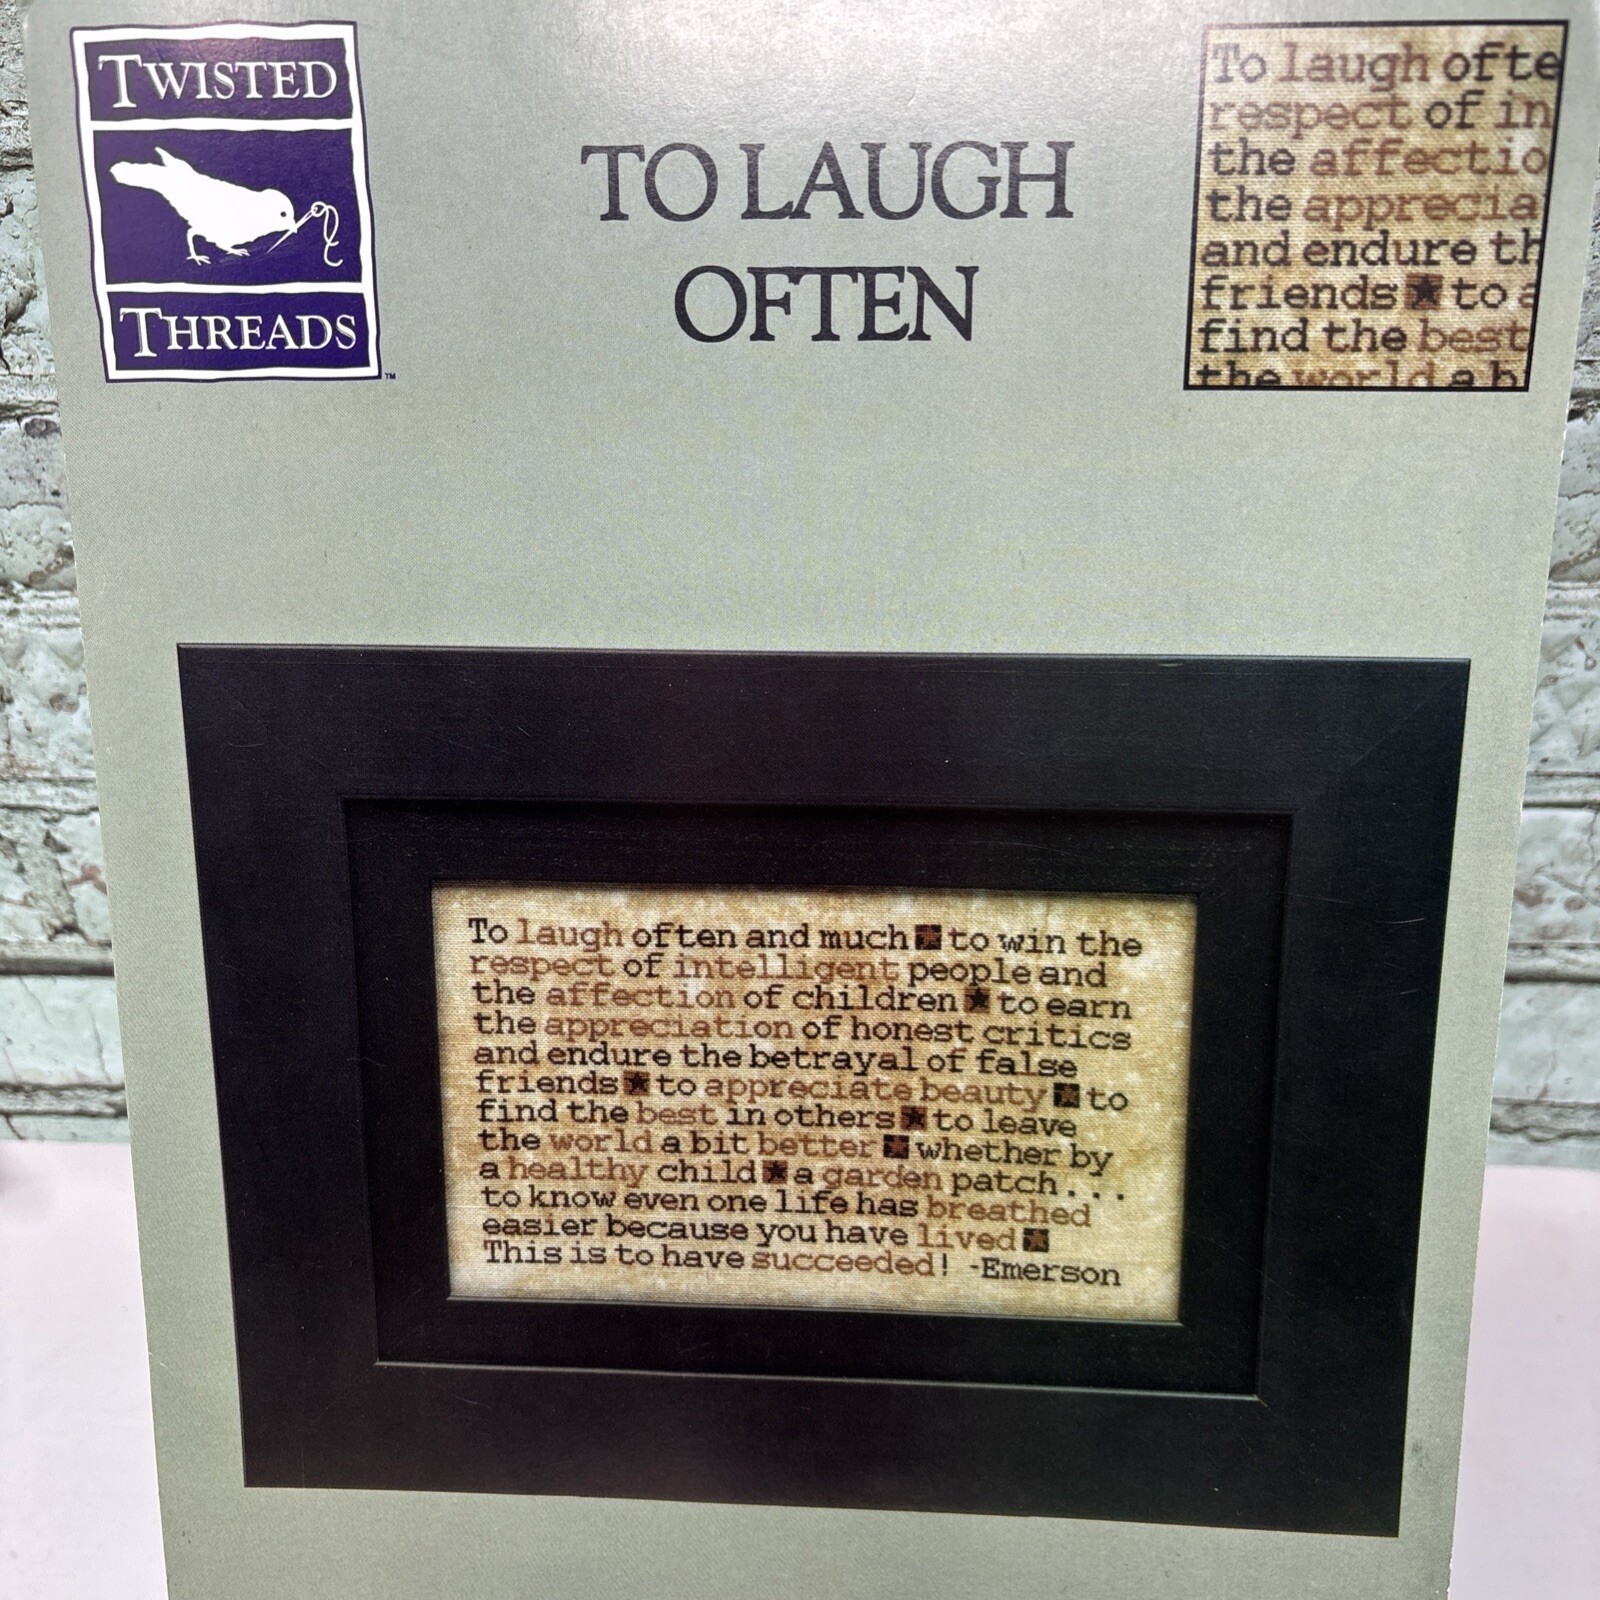 TWISTED
THREADS
™
TO LAUGH
OFTEN
To laugh ofte
respect of in
the affectio
the apprecia
and endure th
friends ★ to a
find the best
the world a b
To laugh often and much ★ to win the
respect of intelligent people and
the affection of children ★ to earn
the appreciation of honest critics
and endure the betrayal of false
friends ★ to appreciate beauty ★ to
find the best in others ★ to leave
the world a bit better ★ whether by
a healthy child ★ a garden patch...
to know even one life has breathed
easier because you have lived ★
This is to have succeeded! -Emerson